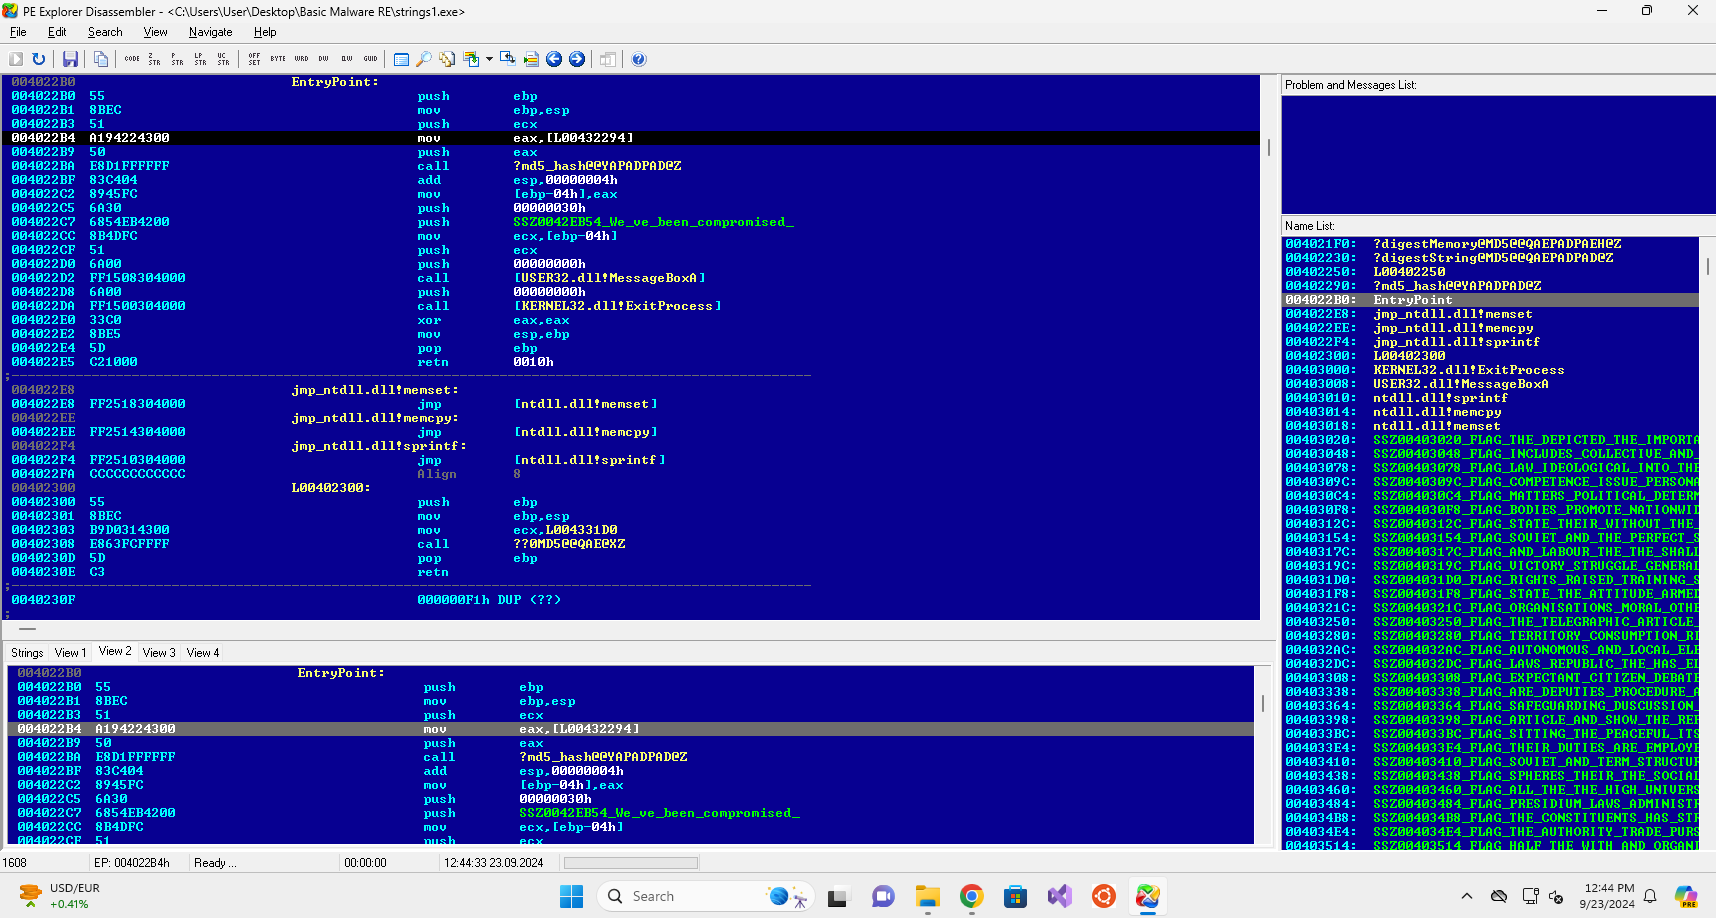 PE Explorer Disassembler - <C:\Users\User\Desktop\Basic Malware RE\strings1.exe>
File Edit Search View Navigate Help
CODE Z STR P STR LP STR UC STR OFF SET BYTE WRD DW QW GUID
004022B0 EntryPoint:
004022B0 55 push ebp
004022B1 8BEC mov ebp,esp
004022B3 51 push ecx
004022B4 A194224300 mov eax,[L00432294]
004022B9 50 push eax
004022BA E8D1FFFFFF call ?md5_hash@@YAPADPAD@Z
004022BF 83C404 add esp,00000004h
004022C2 8945FC mov [ebp-04h],eax
004022C5 6A30 push 00000030h
004022C7 6854EB4200 push SSZ0042EB54_We_ve_been_compromised_
004022CC 8B4DFC mov ecx,[ebp-04h]
004022CF 51 push ecx
004022D0 6A00 push 00000000h
004022D2 FF1508304000 call [USER32.dll!MessageBoxA]
004022D8 6A00 push 00000000h
004022DA FF1500304000 call [KERNEL32.dll!ExitProcess]
004022E0 33C0 xor eax,eax
004022E2 8BE5 mov esp,ebp
004022E4 5D pop ebp
004022E5 C21000 retn 0010h
004022E8 jmp_ntdll.dll!memset:
004022E8 FF2518304000 jmp [ntdll.dll!memset]
004022EE jmp_ntdll.dll!memcpy:
004022EE FF2514304000 jmp [ntdll.dll!memcpy]
004022F4 jmp_ntdll.dll!sprintf:
004022F4 FF2510304000 jmp [ntdll.dll!sprintf]
004022FA CCCCCCCCCCCC Align 8
00402300 L00402300:
00402300 55 push ebp
00402301 8BEC mov ebp,esp
00402303 B9D0314300 mov ecx,L004331D0
00402308 E863FCFFFF call ??0MD5@@QAE@XZ
0040230D 5D pop ebp
0040230E C3 retn
0040230F 000000F1h DUP (??)
Strings View 1 View 2 View 3 View 4
004022B0 EntryPoint:
004022B0 55 push ebp
004022B1 8BEC mov ebp,esp
004022B3 51 push ecx
004022B4 A194224300 mov eax,[L00432294]
004022B9 50 push eax
004022BA E8D1FFFFFF call ?md5_hash@@YAPADPAD@Z
004022BF 83C404 add esp,00000004h
004022C2 8945FC mov [ebp-04h],eax
004022C5 6A30 push 00000030h
004022C7 6854EB4200 push SSZ0042EB54_We_ve_been_compromised_
004022CC 8B4DFC mov ecx,[ebp-04h]
004022CF 51 push ecx
Problem and Messages List:
Name List:
004021F0: ?digestMemory@MD5@@QAEPADPAEH@Z
00402230: ?digestString@MD5@@QAEPADPAD@Z
00402250: L00402250
00402290: ?md5_hash@@YAPADPAD@Z
004022B0: EntryPoint
004022E8: jmp_ntdll.dll!memset
004022EE: jmp_ntdll.dll!memcpy
004022F4: jmp_ntdll.dll!sprintf
00402300: L00402300
00403000: KERNEL32.dll!ExitProcess
00403008: USER32.dll!MessageBoxA
00403010: ntdll.dll!sprintf
00403014: ntdll.dll!memcpy
00403018: ntdll.dll!memset
00403020: SSZ00403020_FLAG_THE_DEPICTED_THE_IMPORTA
00403048: SSZ00403048_FLAG_INCLUDES_COLLECTIVE_AND_
00403078: SSZ00403078_FLAG_LAW_IDEOLOGICAL_INTO_THE
0040309C: SSZ0040309C_FLAG_COMPETENCE_ISSUE_PERSONA
004030C4: SSZ004030C4_FLAG_MATTERS_POLITICAL_DETERM
004030F8: SSZ004030F8_FLAG_BODIES_PROMOTE_NATIONWID
0040312C: SSZ0040312C_FLAG_STATE_THEIR_WITHOUT_THE_
00403154: SSZ00403154_FLAG_SOVIET_AND_THE_PERFECT_S
0040317C: SSZ0040317C_FLAG_AND_LABOUR_THE_THE_SHALL
0040319C: SSZ0040319C_FLAG_VICTORY_STRUGGLE_GENERAL
004031D0: SSZ004031D0_FLAG_RIGHTS_RAISED_TRAINING_S
004031F8: SSZ004031F8_FLAG_STATE_THE_ATTITUDE_ARMED
0040321C: SSZ0040321C_FLAG_ORGANISATIONS_MORAL_OTHE
00403250: SSZ00403250_FLAG_THE_TELEGRAPHIC_ARTICLE_
00403280: SSZ00403280_FLAG_TERRITORY_CONSUMPTION_RI
004032AC: SSZ004032AC_FLAG_AUTONOMOUS_AND_LOCAL_ELE
004032DC: SSZ004032DC_FLAG_LAWS_REPUBLIC_THE_HAS_EL
00403308: SSZ00403308_FLAG_EXPECTANT_CITIZEN_DEBATE
00403338: SSZ00403338_FLAG_ARE_DEPUTIES_PROCEDURE_A
00403364: SSZ00403364_FLAG_SAFEGUARDING_DUSCUSSION_
00403398: SSZ00403398_FLAG_ARTICLE_AND_SHOW_THE_REP
004033BC: SSZ004033BC_FLAG_SITTING_THE_PEACEFUL_ITS
004033E4: SSZ004033E4_FLAG_THEIR_DUTIES_ARE_EMPLOYE
00403410: SSZ00403410_FLAG_SOVIET_AND_TERM_STRUCTUR
00403438: SSZ00403438_FLAG_SPHERES_THEIR_THE_SOCIAL
00403460: SSZ00403460_FLAG_ALL_THE_THE_HIGH_UNIVERS
00403484: SSZ00403484_FLAG_PRESIDIUM_LAWS_ADMINISTR
004034B8: SSZ004034B8_FLAG_THE_CONSTITUENTS_HAS_STR
004034E4: SSZ004034E4_FLAG_THE_AUTHORITY_TRADE_PURS
00403514: SSZ00403514_FLAG_HALF_THE_WITH_AND_ORGANI
1608 EP: 004022B4h Ready ... 00:00:00 12:44:33 23.09.2024
USD/EUR
+0.41%
Search
12:44 PM
9/23/2024
PRE